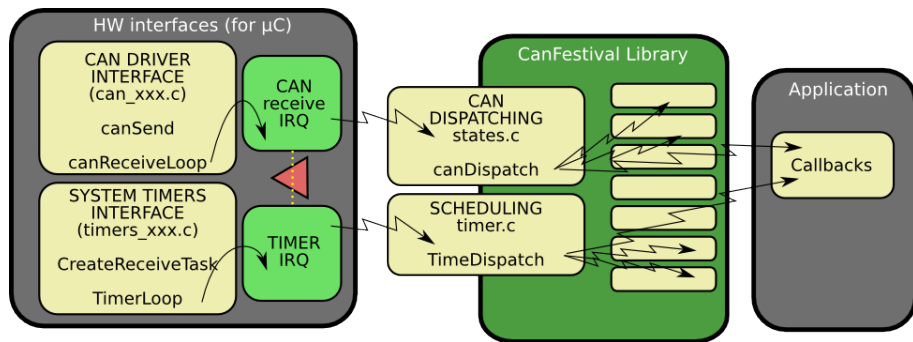 HW interfaces (for µC)
CAN DRIVER
INTERFACE
(can_xxx.c)
canSend
canReceiveLoop
CAN
receive
IRQ
SYSTEM TIMERS
INTERFACE
(timers_xxx.c)
CreateReceiveTask
TimerLoop
TIMER
IRQ
CanFestival Library
CAN
DISPATCHING
states.c
canDispatch
SCHEDULING
timer.c
TimeDispatch
Application
Callbacks